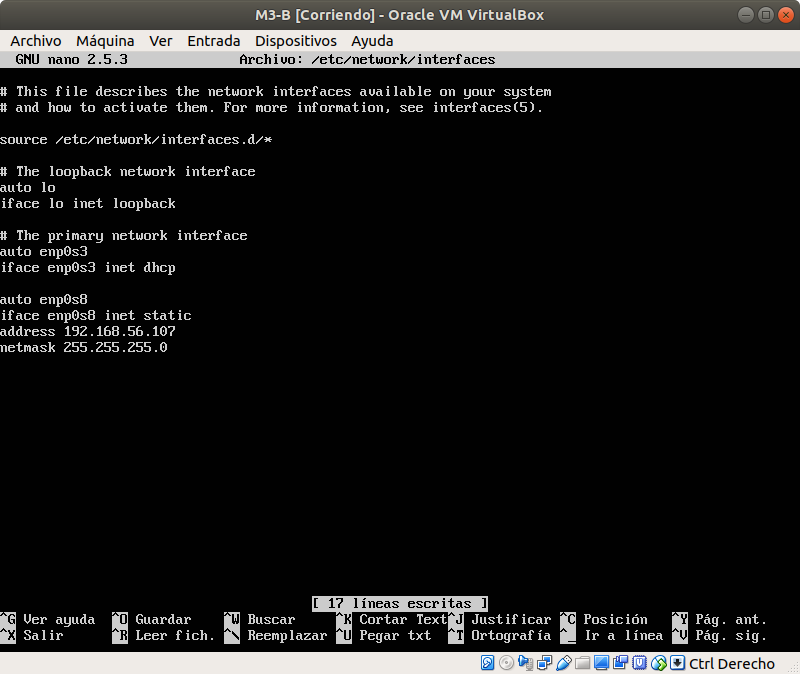 M3-B [Corriendo] - Oracle VM VirtualBox
Archivo Máquina Ver Entrada Dispositivos Ayuda
GNU nano 2.5.3 Archivo: /etc/network/interfaces
# This file describes the network interfaces available on your system
# and how to activate them. For more information, see interfaces(5).
source /etc/network/interfaces.d/*
# The loopback network interface
auto lo
iface lo inet loopback
# The primary network interface
auto enp0s3
iface enp0s3 inet dhcp
auto enp0s8
iface enp0s8 inet static
address 192.168.56.107
netmask 255.255.255.0
[ 17 líneas escritas ]
^G Ver ayuda ^O Guardar ^W Buscar ^K Cortar Text ^J Justificar ^C Posición ^Y Pág. ant.
^X Salir ^R Leer fich. ^\ Reemplazar ^U Pegar txt ^T Ortografía ^_ Ir a línea ^V Pág. sig.
Ctrl Derecho